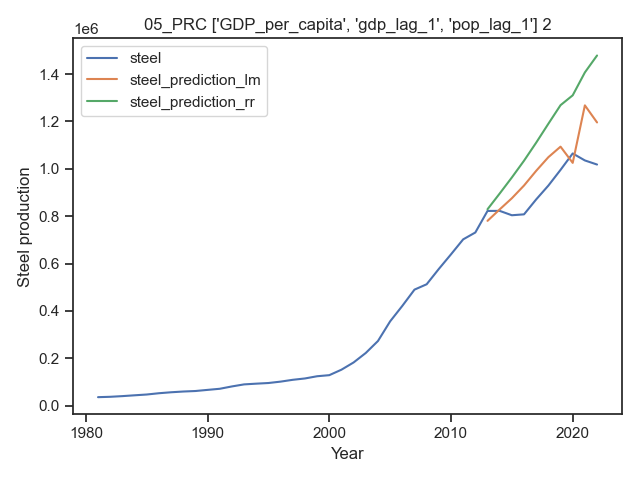 05_PRC ['GDP_per_capita', 'gdp_lag_1', 'pop_lag_1'] 2
1e6
steel
steel_prediction_lm
steel_prediction_rr
1.4
1.2
1.0
0.8
0.6
0.4
0.2
0.0
Steel production
1980
1990
2000
2010
2020
Year